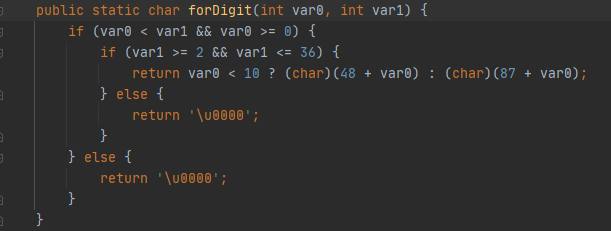 public static char forDigit(int var0, int var1) {
    if (var0 < var1 && var0 >= 0) {
        if (var1 >= 2 && var1 <= 36) {
            return var0 < 10 ? (char)(48 + var0) : (char)(87 + var0);
        } else {
            return '\u0000';
        }
    } else {
        return '\u0000';
    }
}